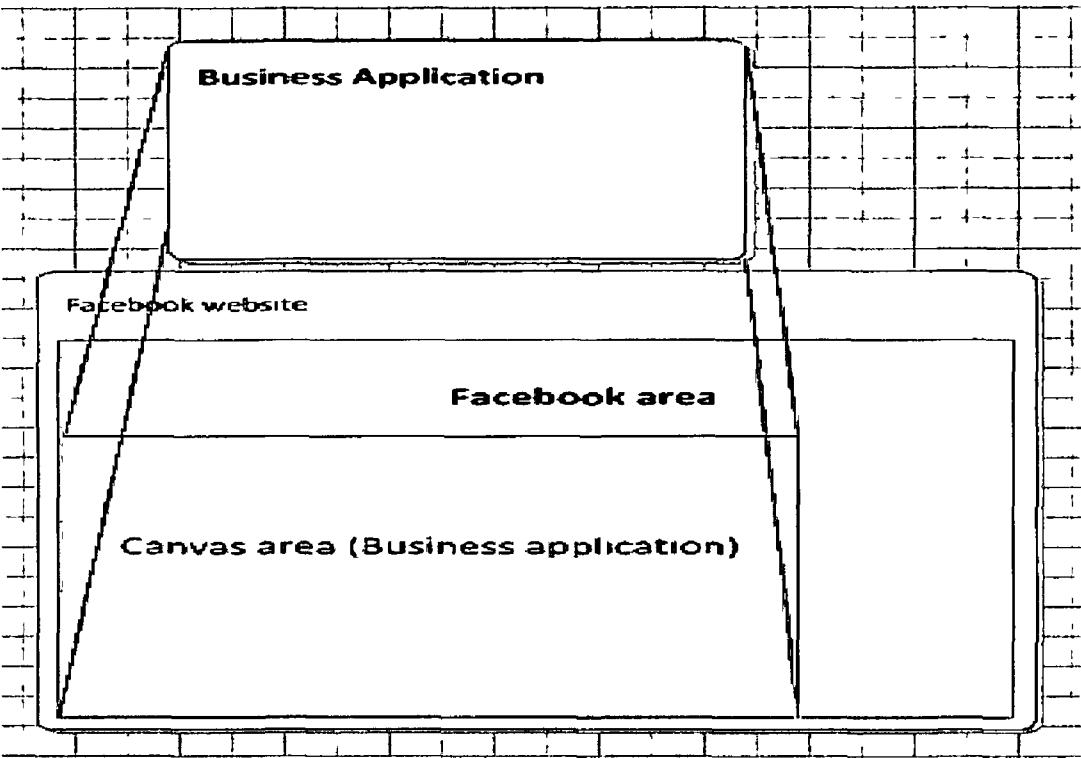 Business Application
Facebook website
Facebook area
Canvas area (Business application)